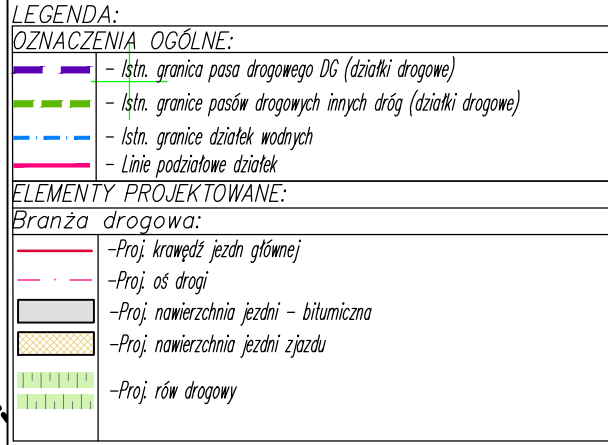 LEGENDA:
OZNACZENIA OGÓLNE:
- Istn. granica pasa drogowego DG (działki drogowe)
- Istn. granice pasów drogowych innych dróg (działki drogowe)
- Istn. granice działek wodnych
- Linie podziałowe działek
ELEMENTY PROJEKTOWANE:
Branża drogowa:
-Proj. krawędź jezdn głównej
-Proj. oś drogi
-Proj. nawierzchnia jezdni - bitumiczna
-Proj. nawierzchnia jezdni zjazdu
-Proj. rów drogowy